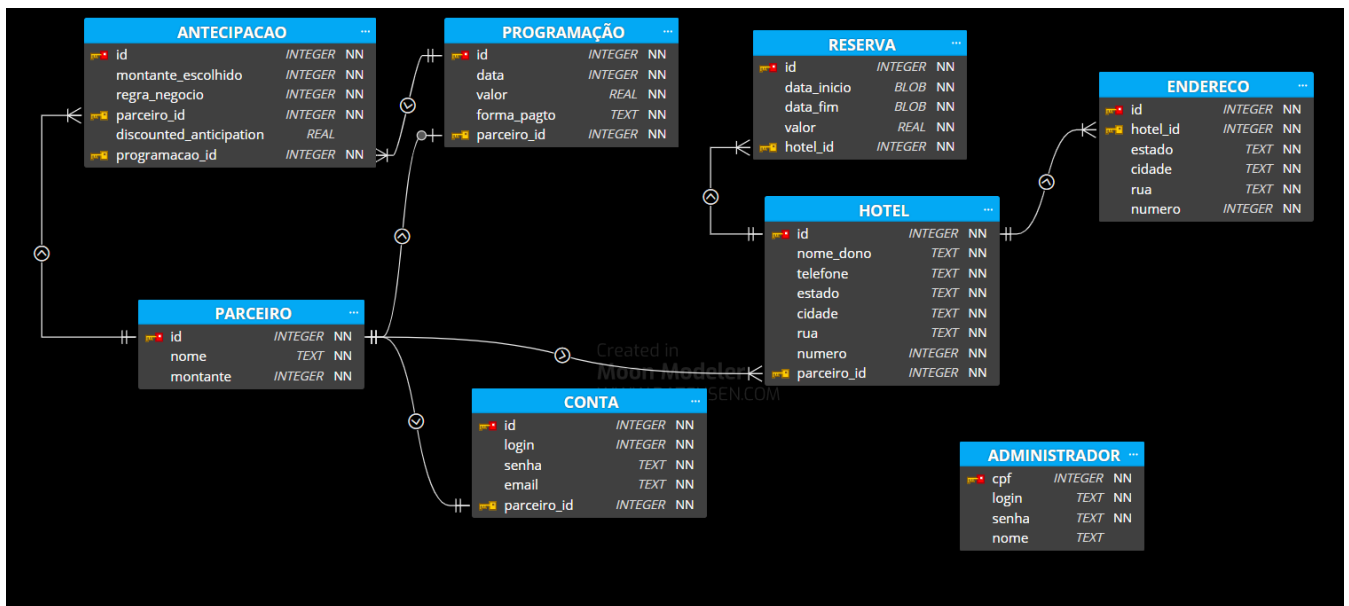 ANTECIPACAO ...
id INTEGER NN
montante_escolhido INTEGER NN
regra_negocio INTEGER NN
parceiro_id INTEGER NN
discounted_anticipation REAL
programacao_id INTEGER NN
PROGRAMAÇÃO ...
id INTEGER NN
data INTEGER NN
valor REAL NN
forma_pagto TEXT NN
parceiro_id INTEGER NN
RESERVA ...
id INTEGER NN
data_inicio BLOB NN
data_fim BLOB NN
valor REAL NN
hotel_id INTEGER NN
ENDERECO ...
id INTEGER NN
hotel_id INTEGER NN
estado TEXT NN
cidade TEXT NN
rua TEXT NN
numero INTEGER NN
HOTEL ...
id INTEGER NN
nome_dono TEXT NN
telefone TEXT NN
estado TEXT NN
cidade TEXT NN
rua TEXT NN
numero INTEGER NN
parceiro_id INTEGER NN
PARCEIRO ...
id INTEGER NN
nome TEXT NN
montante INTEGER NN
Created in
Moon Modeler
SEN.COM
CONTA ...
id INTEGER NN
login INTEGER NN
senha TEXT NN
email TEXT NN
parceiro_id INTEGER NN
ADMINISTRADOR ...
cpf INTEGER NN
login TEXT NN
senha TEXT NN
nome TEXT